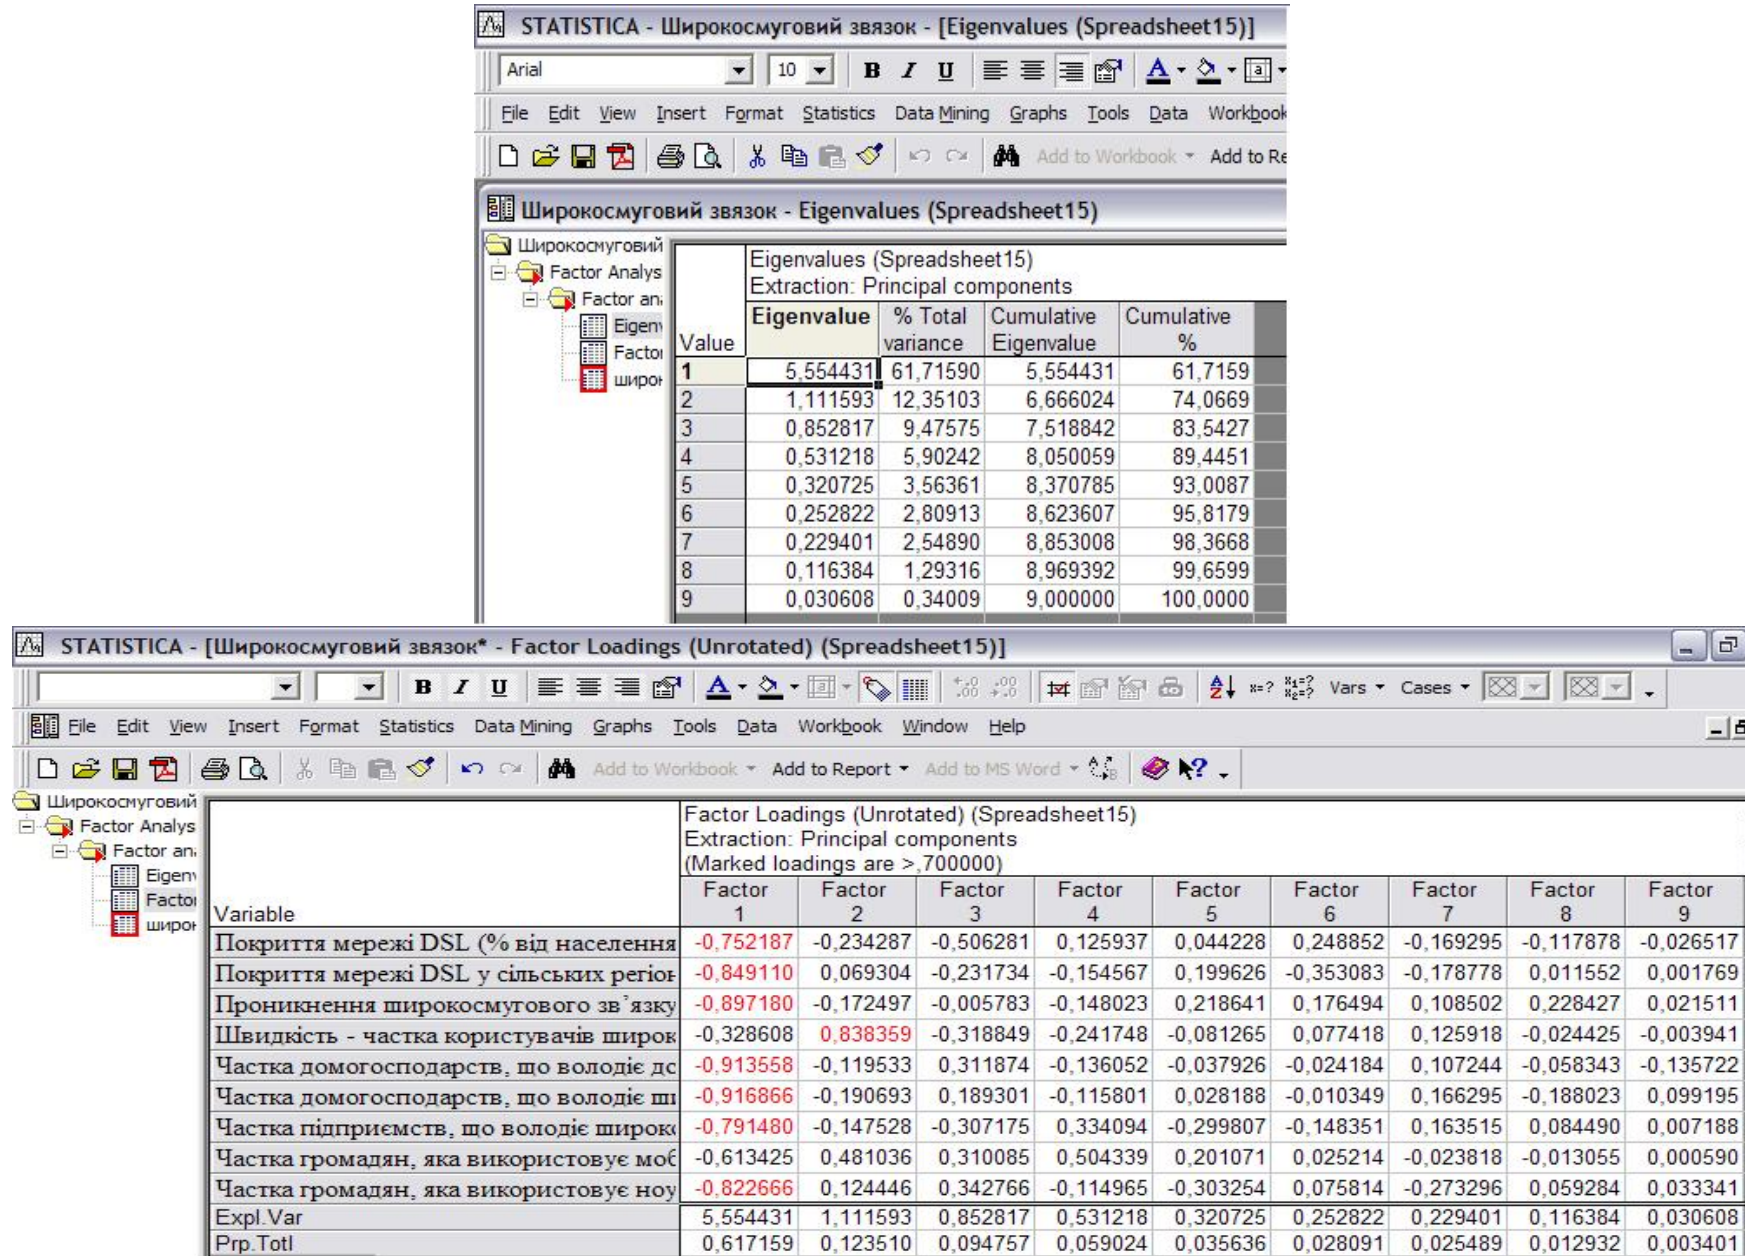 STATISTICA - Широкосмуговий звязок - [Eigenvalues (Spreadsheet15)]
Arial 10 B I U A a
File Edit View Insert Format Statistics Data Mining Graphs Tools Data Workbook
Add to Workbook Add to Re
Широкосмуговий звязок - Eigenvalues (Spreadsheet15)
Широкосмуговий
Factor Analys
Factor ana
Eigenv
Factor
широк
Eigenvalues (Spreadsheet15)
Extraction: Principal components
Value Eigenvalue % Total variance Cumulative Eigenvalue Cumulative %
1 5,554431 61,71590 5,554431 61,7159
2 1,111593 12,35103 6,666024 74,0669
3 0,852817 9,47575 7,518842 83,5427
4 0,531218 5,90242 8,050059 89,4451
5 0,320725 3,56361 8,370785 93,0087
6 0,252822 2,80913 8,623607 95,8179
7 0,229401 2,54890 8,853008 98,3668
8 0,116384 1,29316 8,969392 99,6599
9 0,030608 0,34009 9,000000 100,0000
STATISTICA - [Широкосмуговий звязок* - Factor Loadings (Unrotated) (Spreadsheet15)]
B I U A x=? x1=? x2=? Vars Cases
File Edit View Insert Format Statistics Data Mining Graphs Tools Data Workbook Window Help
Add to Workbook Add to Report Add to MS Word
Широкосмуговий
Factor Analys
Factor ana
Eigenv
Factor
широк
Factor Loadings (Unrotated) (Spreadsheet15)
Extraction: Principal components
(Marked loadings are >,700000)
Variable Factor 1 Factor 2 Factor 3 Factor 4 Factor 5 Factor 6 Factor 7 Factor 8 Factor 9
Покриття мережі DSL (% від населення -0,752187 -0,234287 -0,506281 0,125937 0,044228 0,248852 -0,169295 -0,117878 -0,026517
Покриття мережі DSL у сільських регіон -0,849110 0,069304 -0,231734 -0,154567 0,199626 -0,353083 -0,178778 0,011552 0,001769
Проникнення широкосмугового зв’язку -0,897180 -0,172497 -0,005783 -0,148023 0,218641 0,176494 0,108502 0,228427 0,021511
Швидкість - частка користувачів широк -0,328608 0,838359 -0,318849 -0,241748 -0,081265 0,077418 0,125918 -0,024425 -0,003941
Частка домогосподарств, що володіє до -0,913558 -0,119533 0,311874 -0,136052 -0,037926 -0,024184 0,107244 -0,058343 -0,135722
Частка домогосподарств, що володіє ши -0,916866 -0,190693 0,189301 -0,115801 0,028188 -0,010349 0,166295 -0,188023 0,099195
Частка підприємств, що володіє широко -0,791480 -0,147528 -0,307175 0,334094 -0,299807 -0,148351 0,163515 0,084490 0,007188
Частка громадян, яка використовує моб -0,613425 0,481036 0,310085 0,504339 0,201071 0,025214 -0,023818 -0,013055 0,000590
Частка громадян, яка використовує ноу -0,822666 0,124446 0,342766 -0,114965 -0,303254 0,075814 -0,273296 0,059284 0,033341
Expl.Var 5,554431 1,111593 0,852817 0,531218 0,320725 0,252822 0,229401 0,116384 0,030608
Prp.Totl 0,617159 0,123510 0,094757 0,059024 0,035636 0,028091 0,025489 0,012932 0,003401